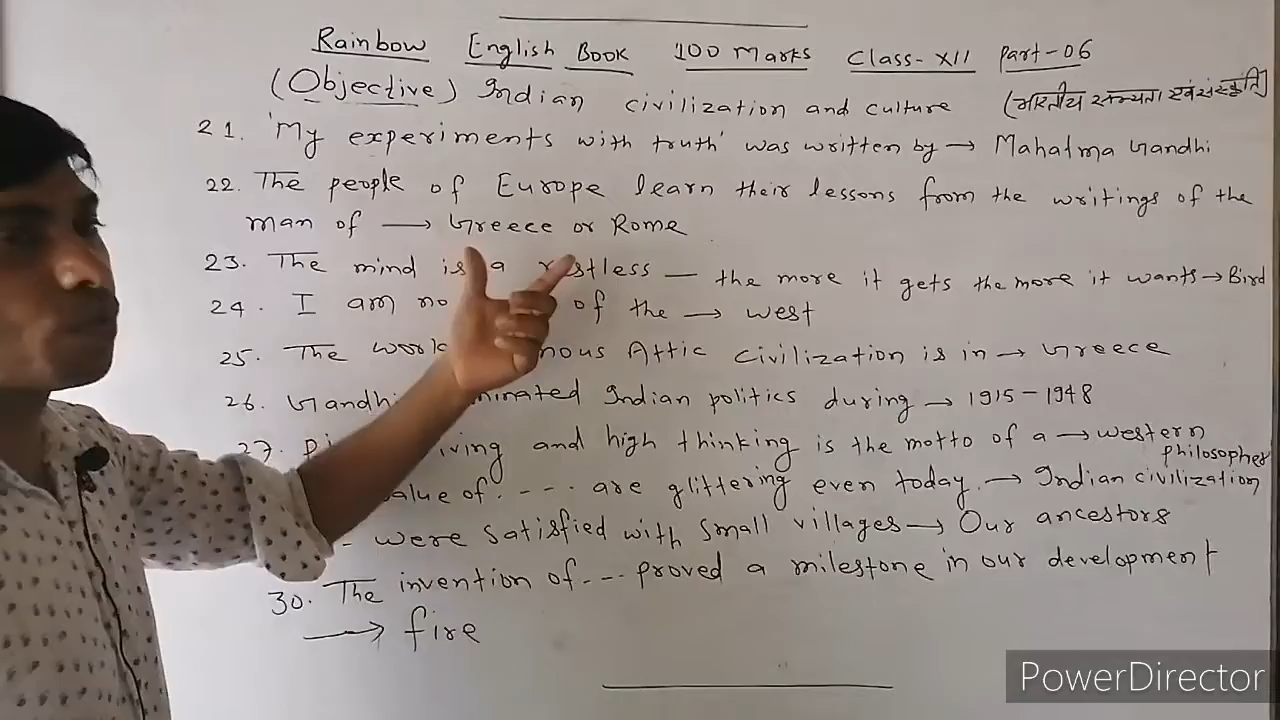 Rainbow English Book 100 Marks Class-XII Part-06
(Objective) Indian civilization and culture (भारतीय सभ्यता एवं संस्कृति)
21. 'My experiments with truth' was written by → Mahatma Gandhi
22. The people of Europe learn their lessons from the writings of the
man of → Greece or Rome
23. The mind is a restless — the more it gets the more it wants → Bird
24. I am no of the → west
25. The work Attic Civilization is in → Greece
26. Gandhi Indian politics during → 1915-1948
27. and high thinking is the motto of a → western
philosopher
value of.... are glittering even today. → Indian civilization
were satisfied with small villages → Our ancestors
30. The invention of... proved a milestone in our development
→ fire
PowerDirector